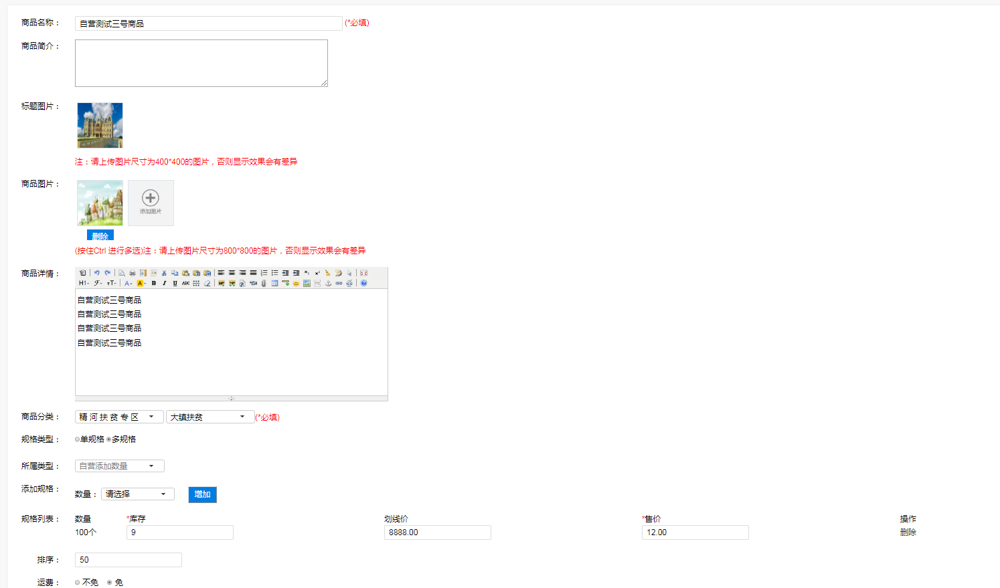 商品名称： 自营测试三号商品 (*必填)
商品简介：
标题图片：
注：请上传图片尺寸为400*400的图片，否则显示效果会有差异
商品图片：
添加图片
删除
(按住Ctrl 进行多选)注：请上传图片尺寸为800*800的图片，否则显示效果会有差异
商品详情：
H1 F TT A A B I U ABC
自营测试三号商品
自营测试三号商品
自营测试三号商品
自营测试三号商品
商品分类： 精 河 扶 贫 专 区 大镇扶贫 (*必填)
规格类型： 单规格 多规格
所属类型： 自营添加数量
添加规格： 数量： 请选择 增加
规格列表： 数量 *库存 划线价 *售价 操作
100个 9 8888.00 12.00 删除
排序： 50
运费： 不免 免